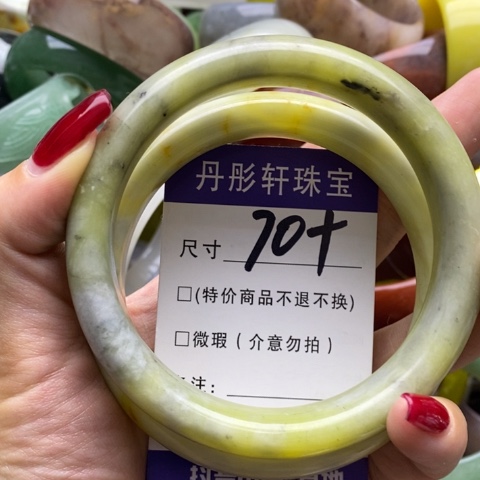 丹彤轩珠宝
尺寸 70+
□(特价商品不退不换)
□微瑕(介意勿拍)
注: